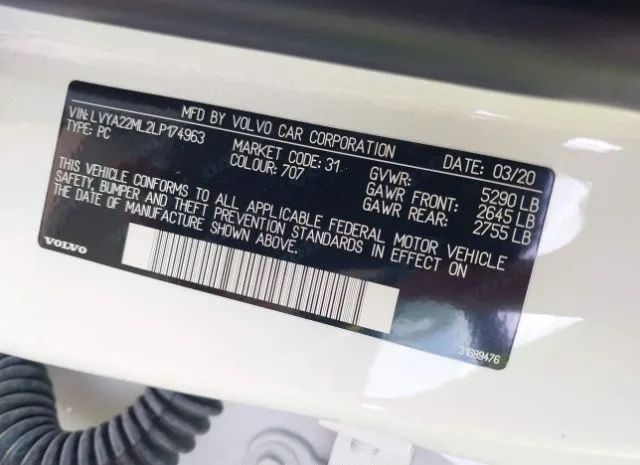 MFD BY VOLVO CAR CORPORATION
VIN: LVYA22ML2LP174963
TYPE: PC
MARKET CODE: 31
COLOUR: 707
DATE: 03/20
GVWR: 5290 LB
GAWR FRONT: 2645 LB
GAWR REAR: 2755 LB
THIS VEHICLE CONFORMS TO ALL APPLICABLE FEDERAL MOTOR VEHICLE
SAFETY, BUMPER AND THEFT PREVENTION STANDARDS IN EFFECT ON
THE DATE OF MANUFACTURE SHOWN ABOVE.
VOLVO
31689476